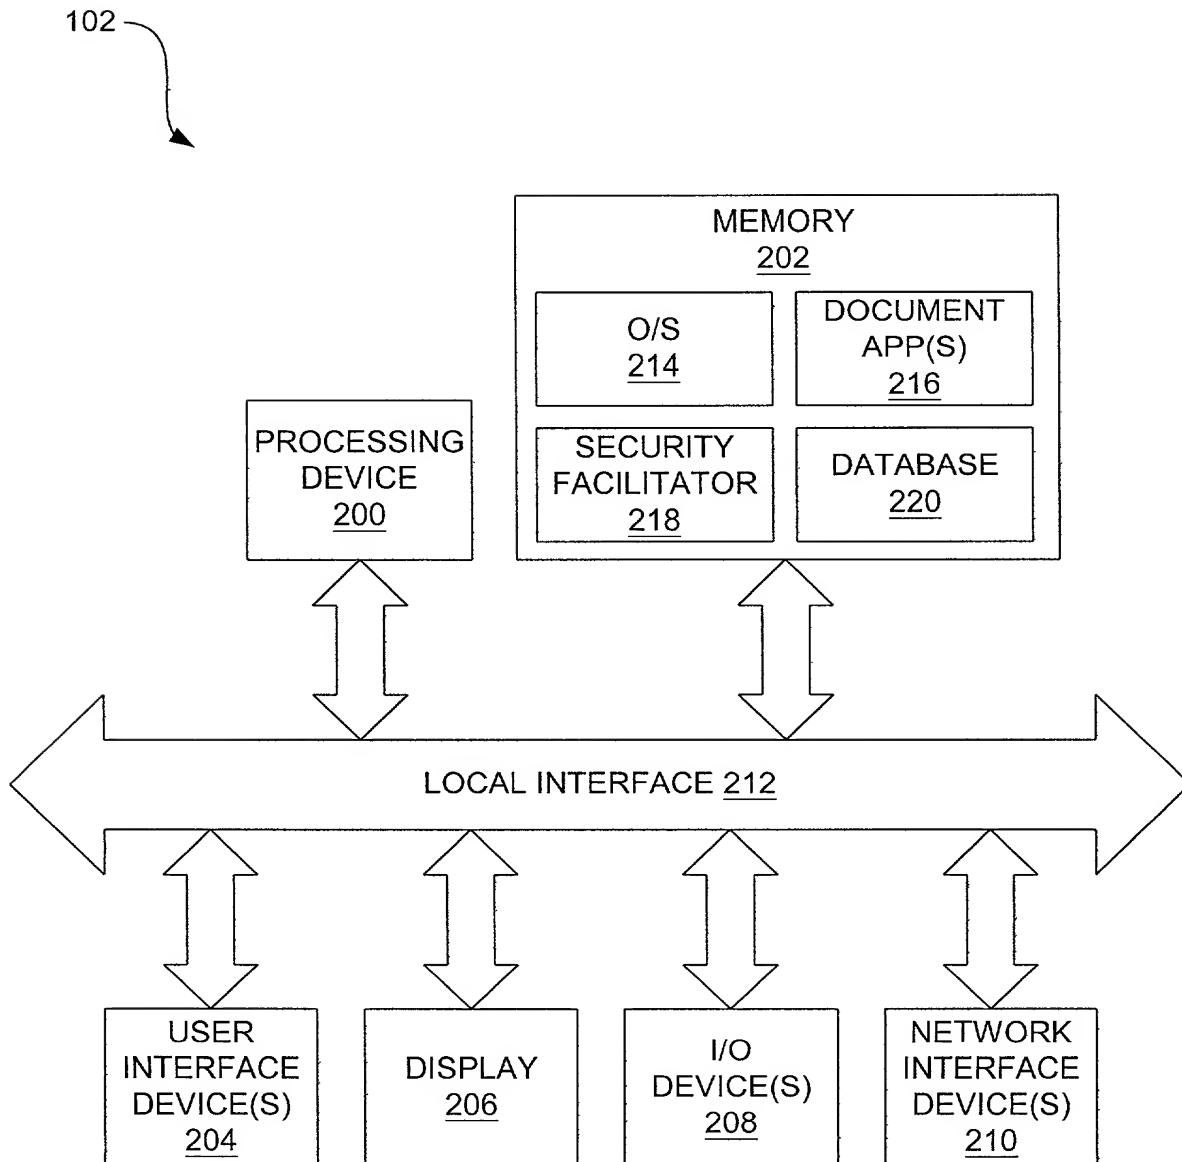 102
MEMORY
202
O/S
214
DOCUMENT
APP(S)
216
PROCESSING
DEVICE
200
SECURITY
FACILITATOR
218
DATABASE
220
LOCAL INTERFACE 212
USER
INTERFACE
DEVICE(S)
204
DISPLAY
206
I/O
DEVICE(S)
208
NETWORK
INTERFACE
DEVICE(S)
210